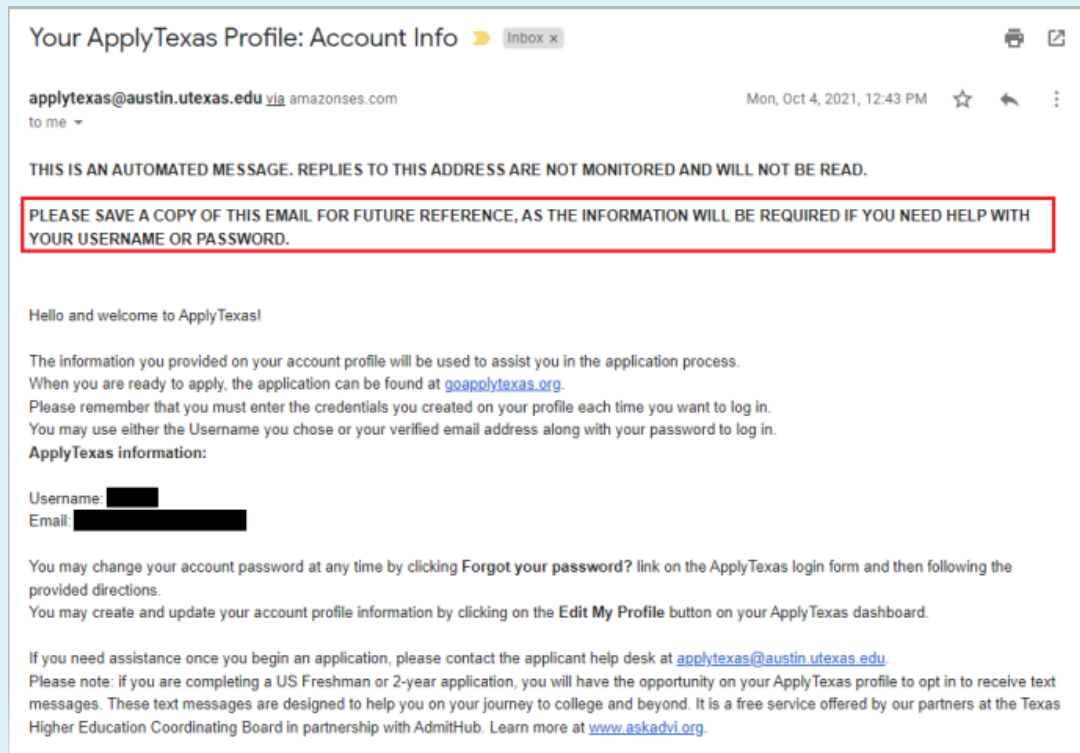 Your ApplyTexas Profile: Account Info Inbox x
applytexas@austin.utexas.edu via amazonses.com Mon, Oct 4, 2021, 12:43 PM
to me
THIS IS AN AUTOMATED MESSAGE. REPLIES TO THIS ADDRESS ARE NOT MONITORED AND WILL NOT BE READ.
PLEASE SAVE A COPY OF THIS EMAIL FOR FUTURE REFERENCE, AS THE INFORMATION WILL BE REQUIRED IF YOU NEED HELP WITH
YOUR USERNAME OR PASSWORD.
Hello and welcome to ApplyTexas!
The information you provided on your account profile will be used to assist you in the application process.
When you are ready to apply, the application can be found at goapplytexas.org.
Please remember that you must enter the credentials you created on your profile each time you want to log in.
You may use either the Username you chose or your verified email address along with your password to log in.
ApplyTexas information:
Username:
Email:
You may change your account password at any time by clicking Forgot your password? link on the ApplyTexas login form and then following the
provided directions.
You may create and update your account profile information by clicking on the Edit My Profile button on your ApplyTexas dashboard.
If you need assistance once you begin an application, please contact the applicant help desk at applytexas@austin.utexas.edu.
Please note: if you are completing a US Freshman or 2-year application, you will have the opportunity on your ApplyTexas profile to opt in to receive text
messages. These text messages are designed to help you on your journey to college and beyond. It is a free service offered by our partners at the Texas
Higher Education Coordinating Board in partnership with AdmitHub. Learn more at www.askadvi.org.